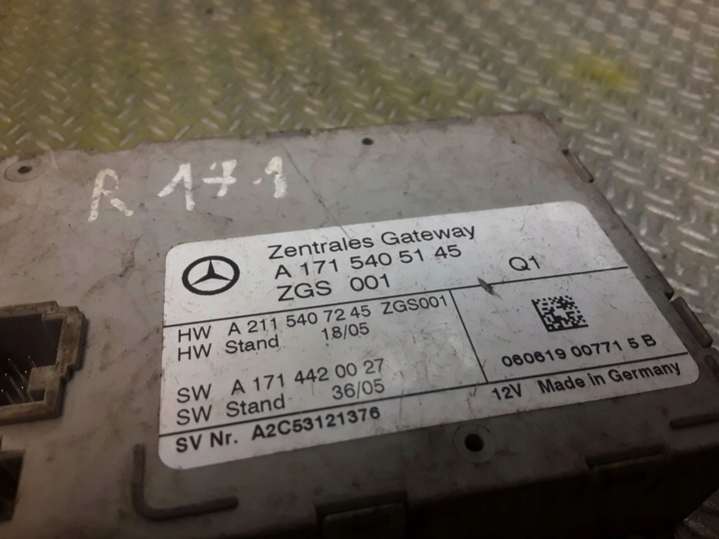 R 171
Zentrales Gateway
A 171 540 51 45
ZGS 001
Q1
HW A 211 540 72 45 ZGS001
HW Stand 18/05
SW A 171 442 00 27
SW Stand 36/05
SV Nr. A2C53121376
060619 00771 5 B
12V Made in Germany